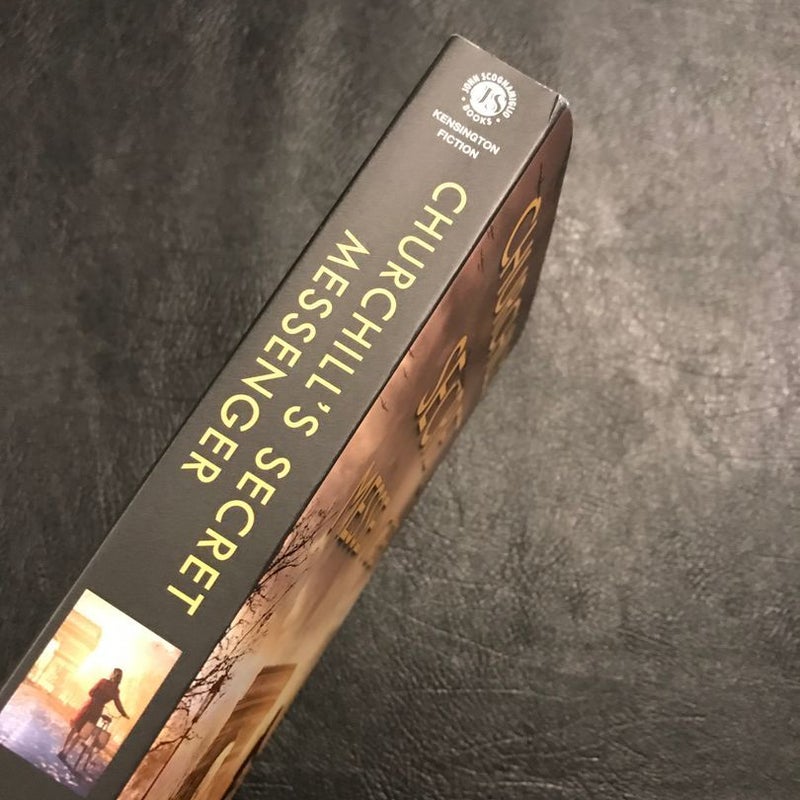 JOHN SCOGNAMIGLIO
JS
BOOKS
KENSINGTON
FICTION
CHURCHILL'S SECRET
MESSENGER